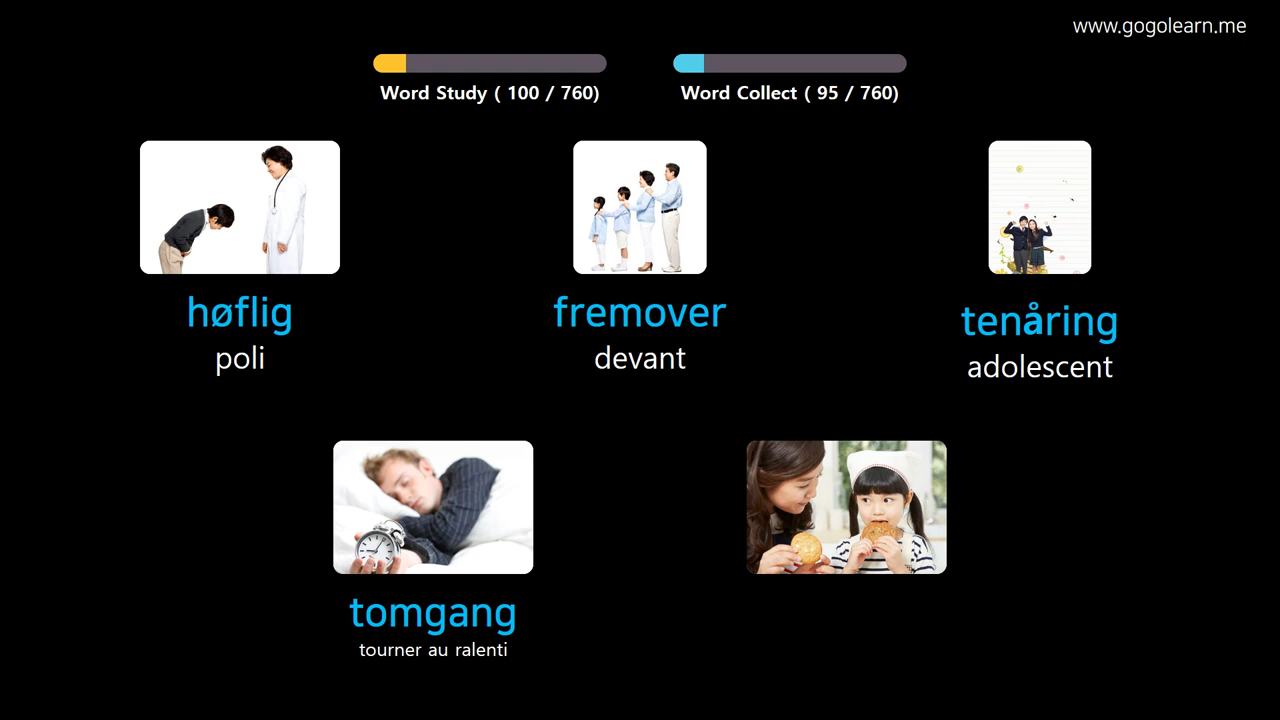 www.gogolearn.me
Word Study ( 100 / 760)
Word Collect ( 95 / 760)
høflig
poli
fremover
devant
tenåring
adolescent
tomgang
tourner au ralenti